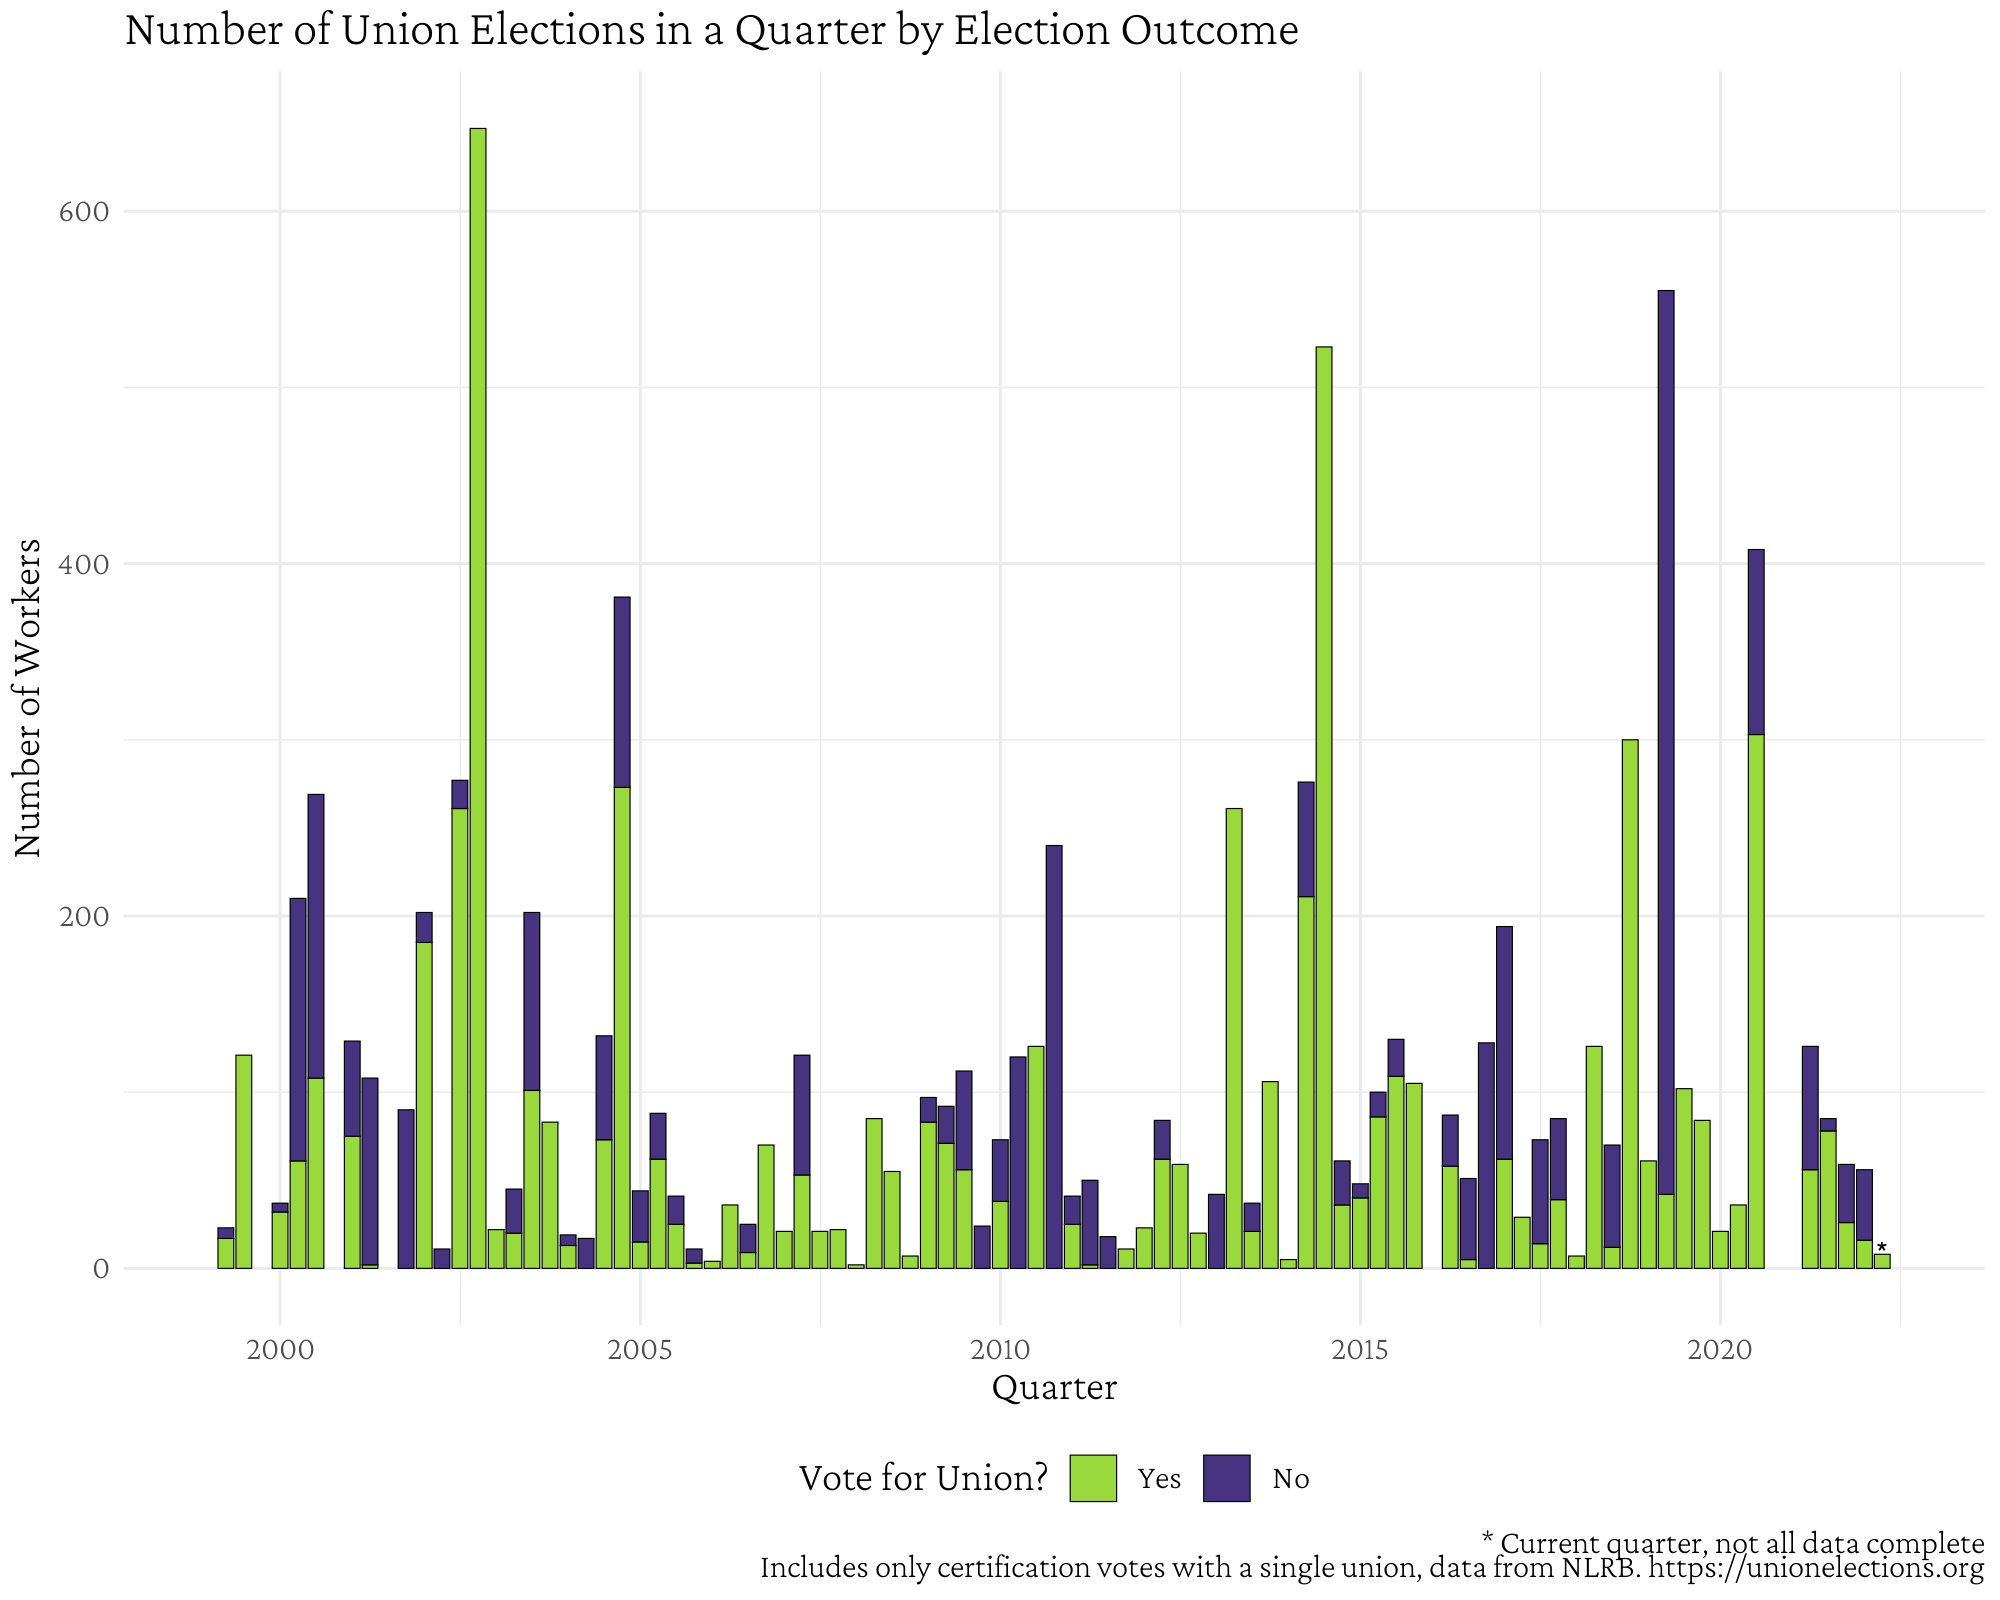 Number of Union Elections in a Quarter by Election Outcome
600
400
200
0
Number of Workers
*
2000 2005 2010 2015 2020
Quarter
Vote for Union? Yes No
* Current quarter, not all data complete
Includes only certification votes with a single union, data from NLRB. https://unionelections.org